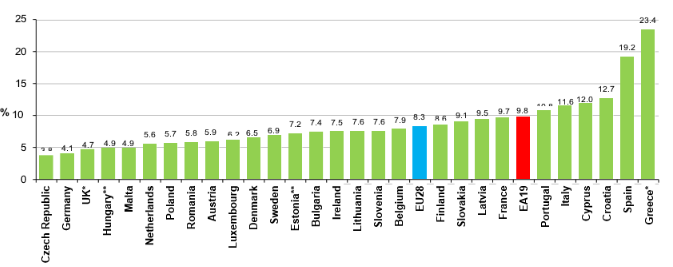 25
20
15
10
5
0
%
4.1
4.7
4.9
4.9
5.6
5.7
5.8
5.9
6.2
6.5
6.9
7.2
7.4
7.5
7.6
7.6
7.9
8.3
8.6
9.1
9.5
9.7
9.8
11.6
12.0
12.7
19.2
23.4
Czech Republic
Germany
UK*
Hungary**
Malta
Netherlands
Poland
Romania
Austria
Luxembourg
Denmark
Sweden
Estonia**
Bulgaria
Ireland
Lithuania
Slovenia
Belgium
EU28
Finland
Slovakia
Latvia
France
EA19
Portugal
Italy
Cyprus
Croatia
Spain
Greece*